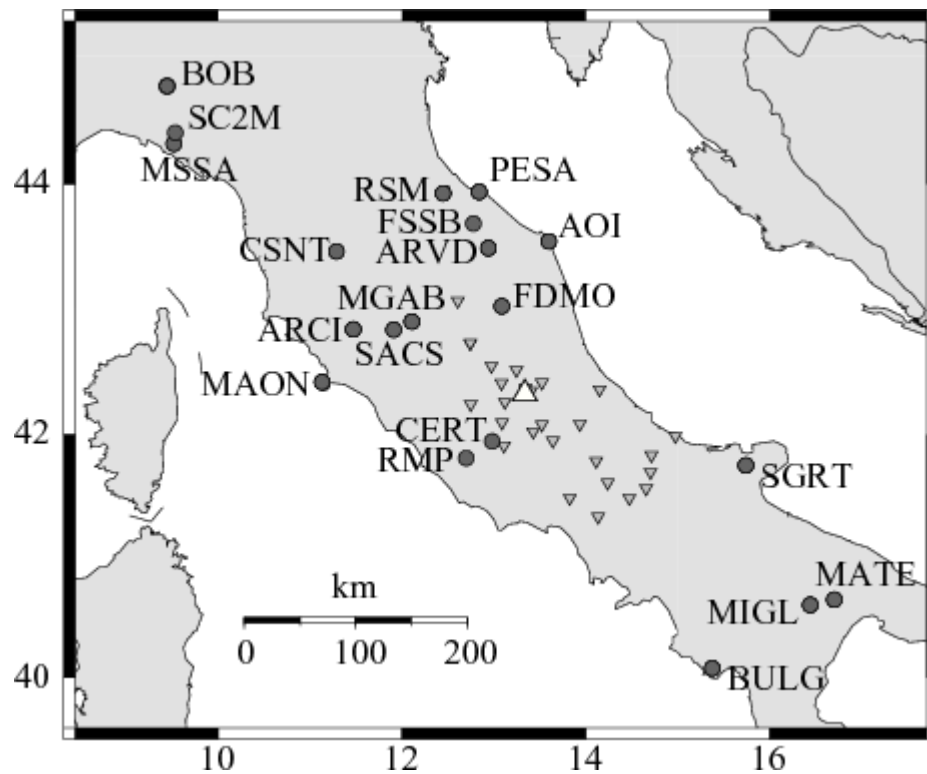 BOB
SC2M
MSSA
44
RSM
PESA
FSSB
AOI
CSNT
ARVD
MGAB
FDMO
ARCI
SACS
MAON
42
CERT
RMP
SGRT
km
MATE
MIGL
0 100 200
40
BULG
10 12 14 16